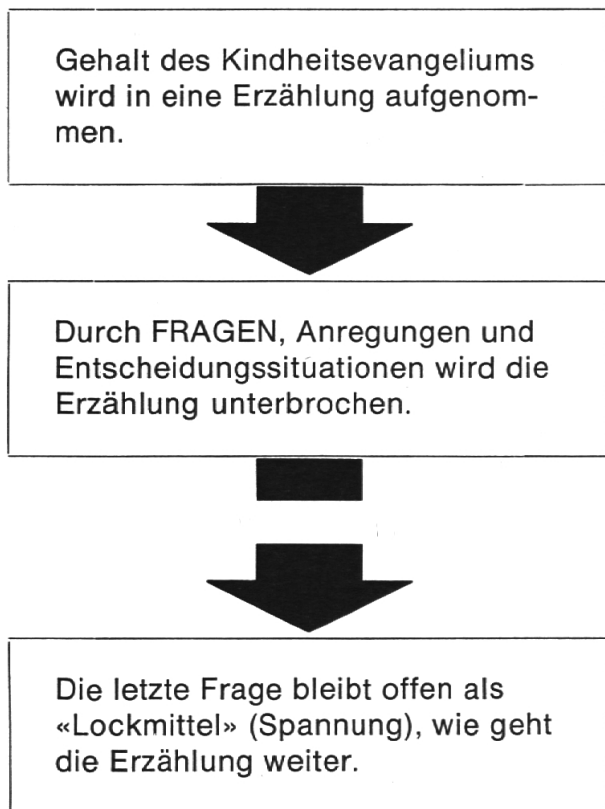 Gehalt des Kindheitsevangeliums
wird in eine Erzählung aufgenom-
men.
Durch FRAGEN, Anregungen und
Entscheidungssituationen wird die
Erzählung unterbrochen.
Die letzte Frage bleibt offen als
«Lockmittel» (Spannung), wie geht
die Erzählung weiter.